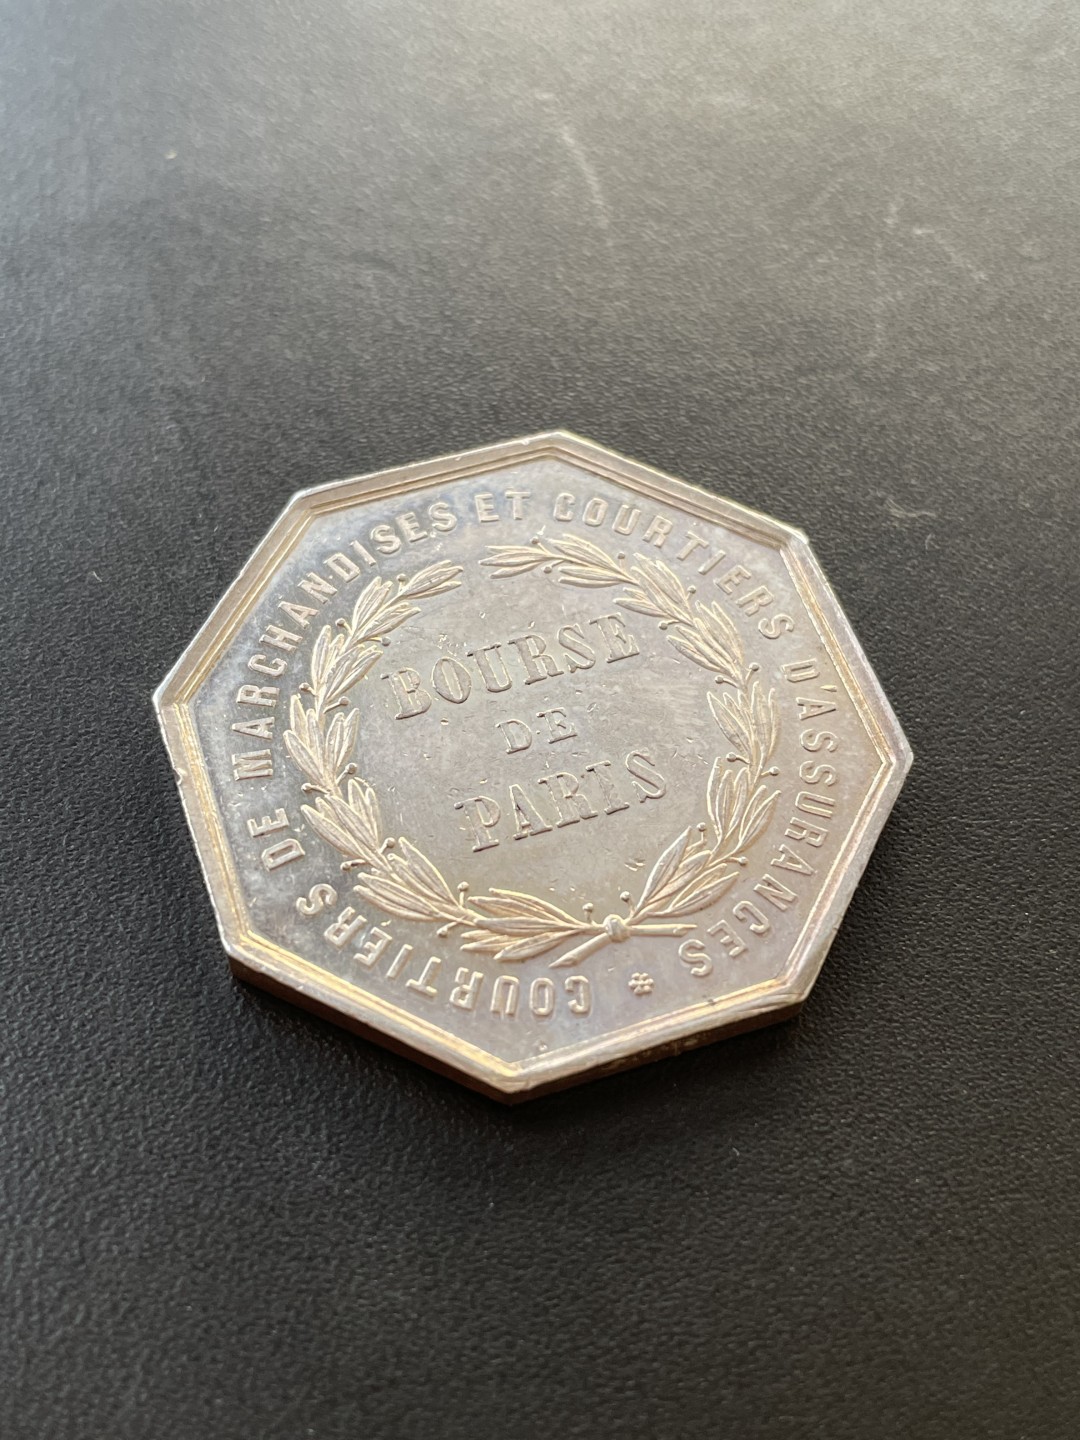 COURTIERS DE MARCHANDISES ET COURTIERS D'ASSURANCES *
BOURSE
DE
PARIS